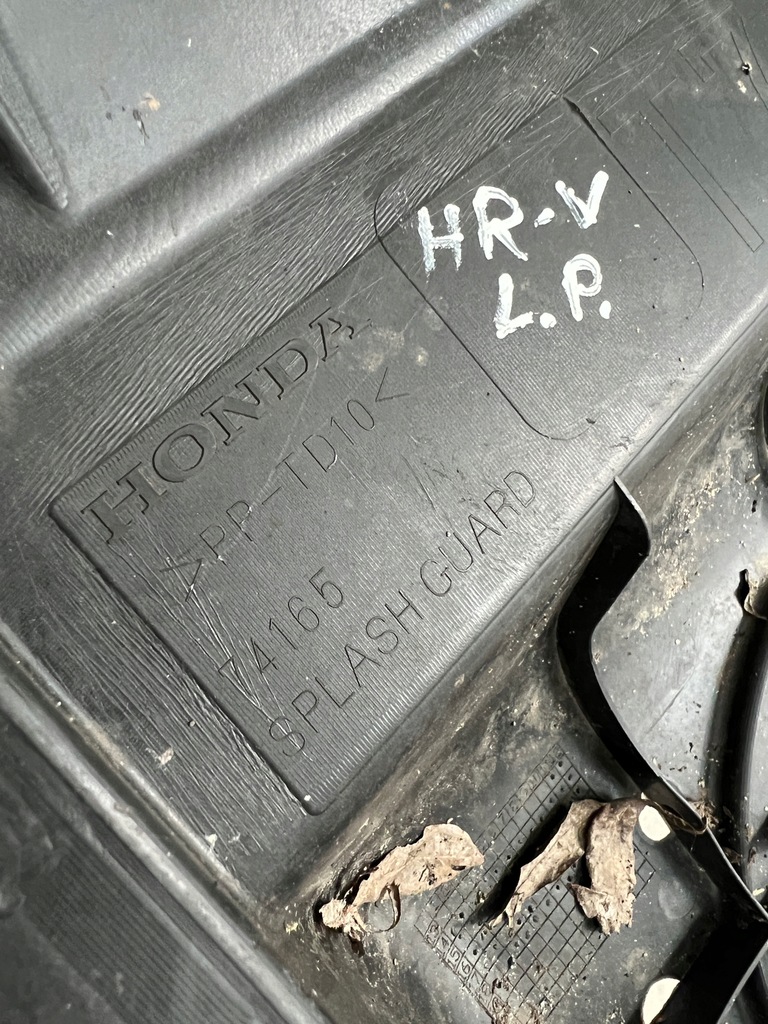 HR-V
L.P.
HONDA
>PP-TD10<
74165
SPLASH GUARD